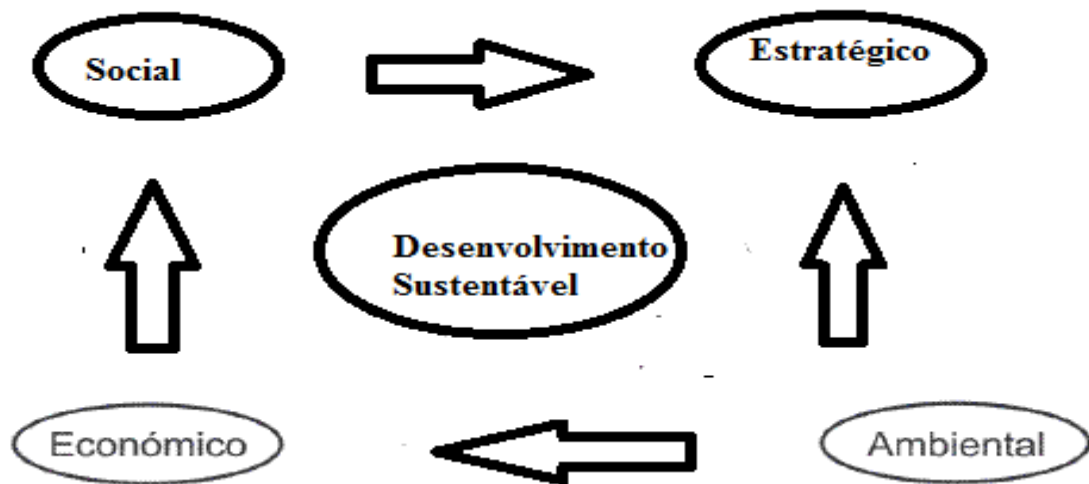 Social
Estratégico
Desenvolvimento
Sustentável
Económico
Ambiental